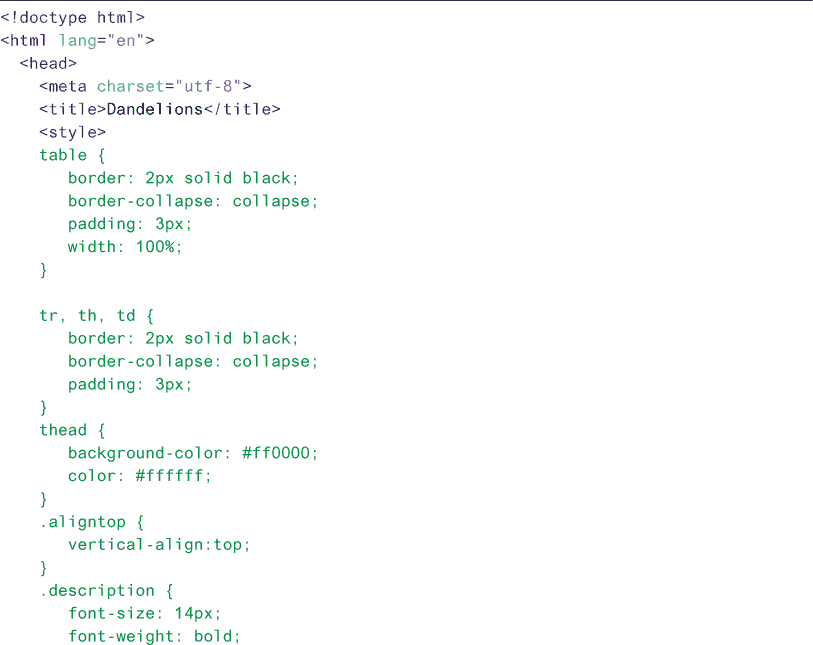 <!doctype html>
<html lang="en">
  <head>
    <meta charset="utf-8">
    <title>Dandelions</title>
    <style>
    table {
       border: 2px solid black;
       border-collapse: collapse;
       padding: 3px;
       width: 100%;
    }

    tr, th, td {
       border: 2px solid black;
       border-collapse: collapse;
       padding: 3px;
    }
    thead {
       background-color: #ff0000;
       color: #ffffff;
    }
    .aligntop {
       vertical-align:top;
    }
    .description {
       font-size: 14px;
       font-weight: bold;